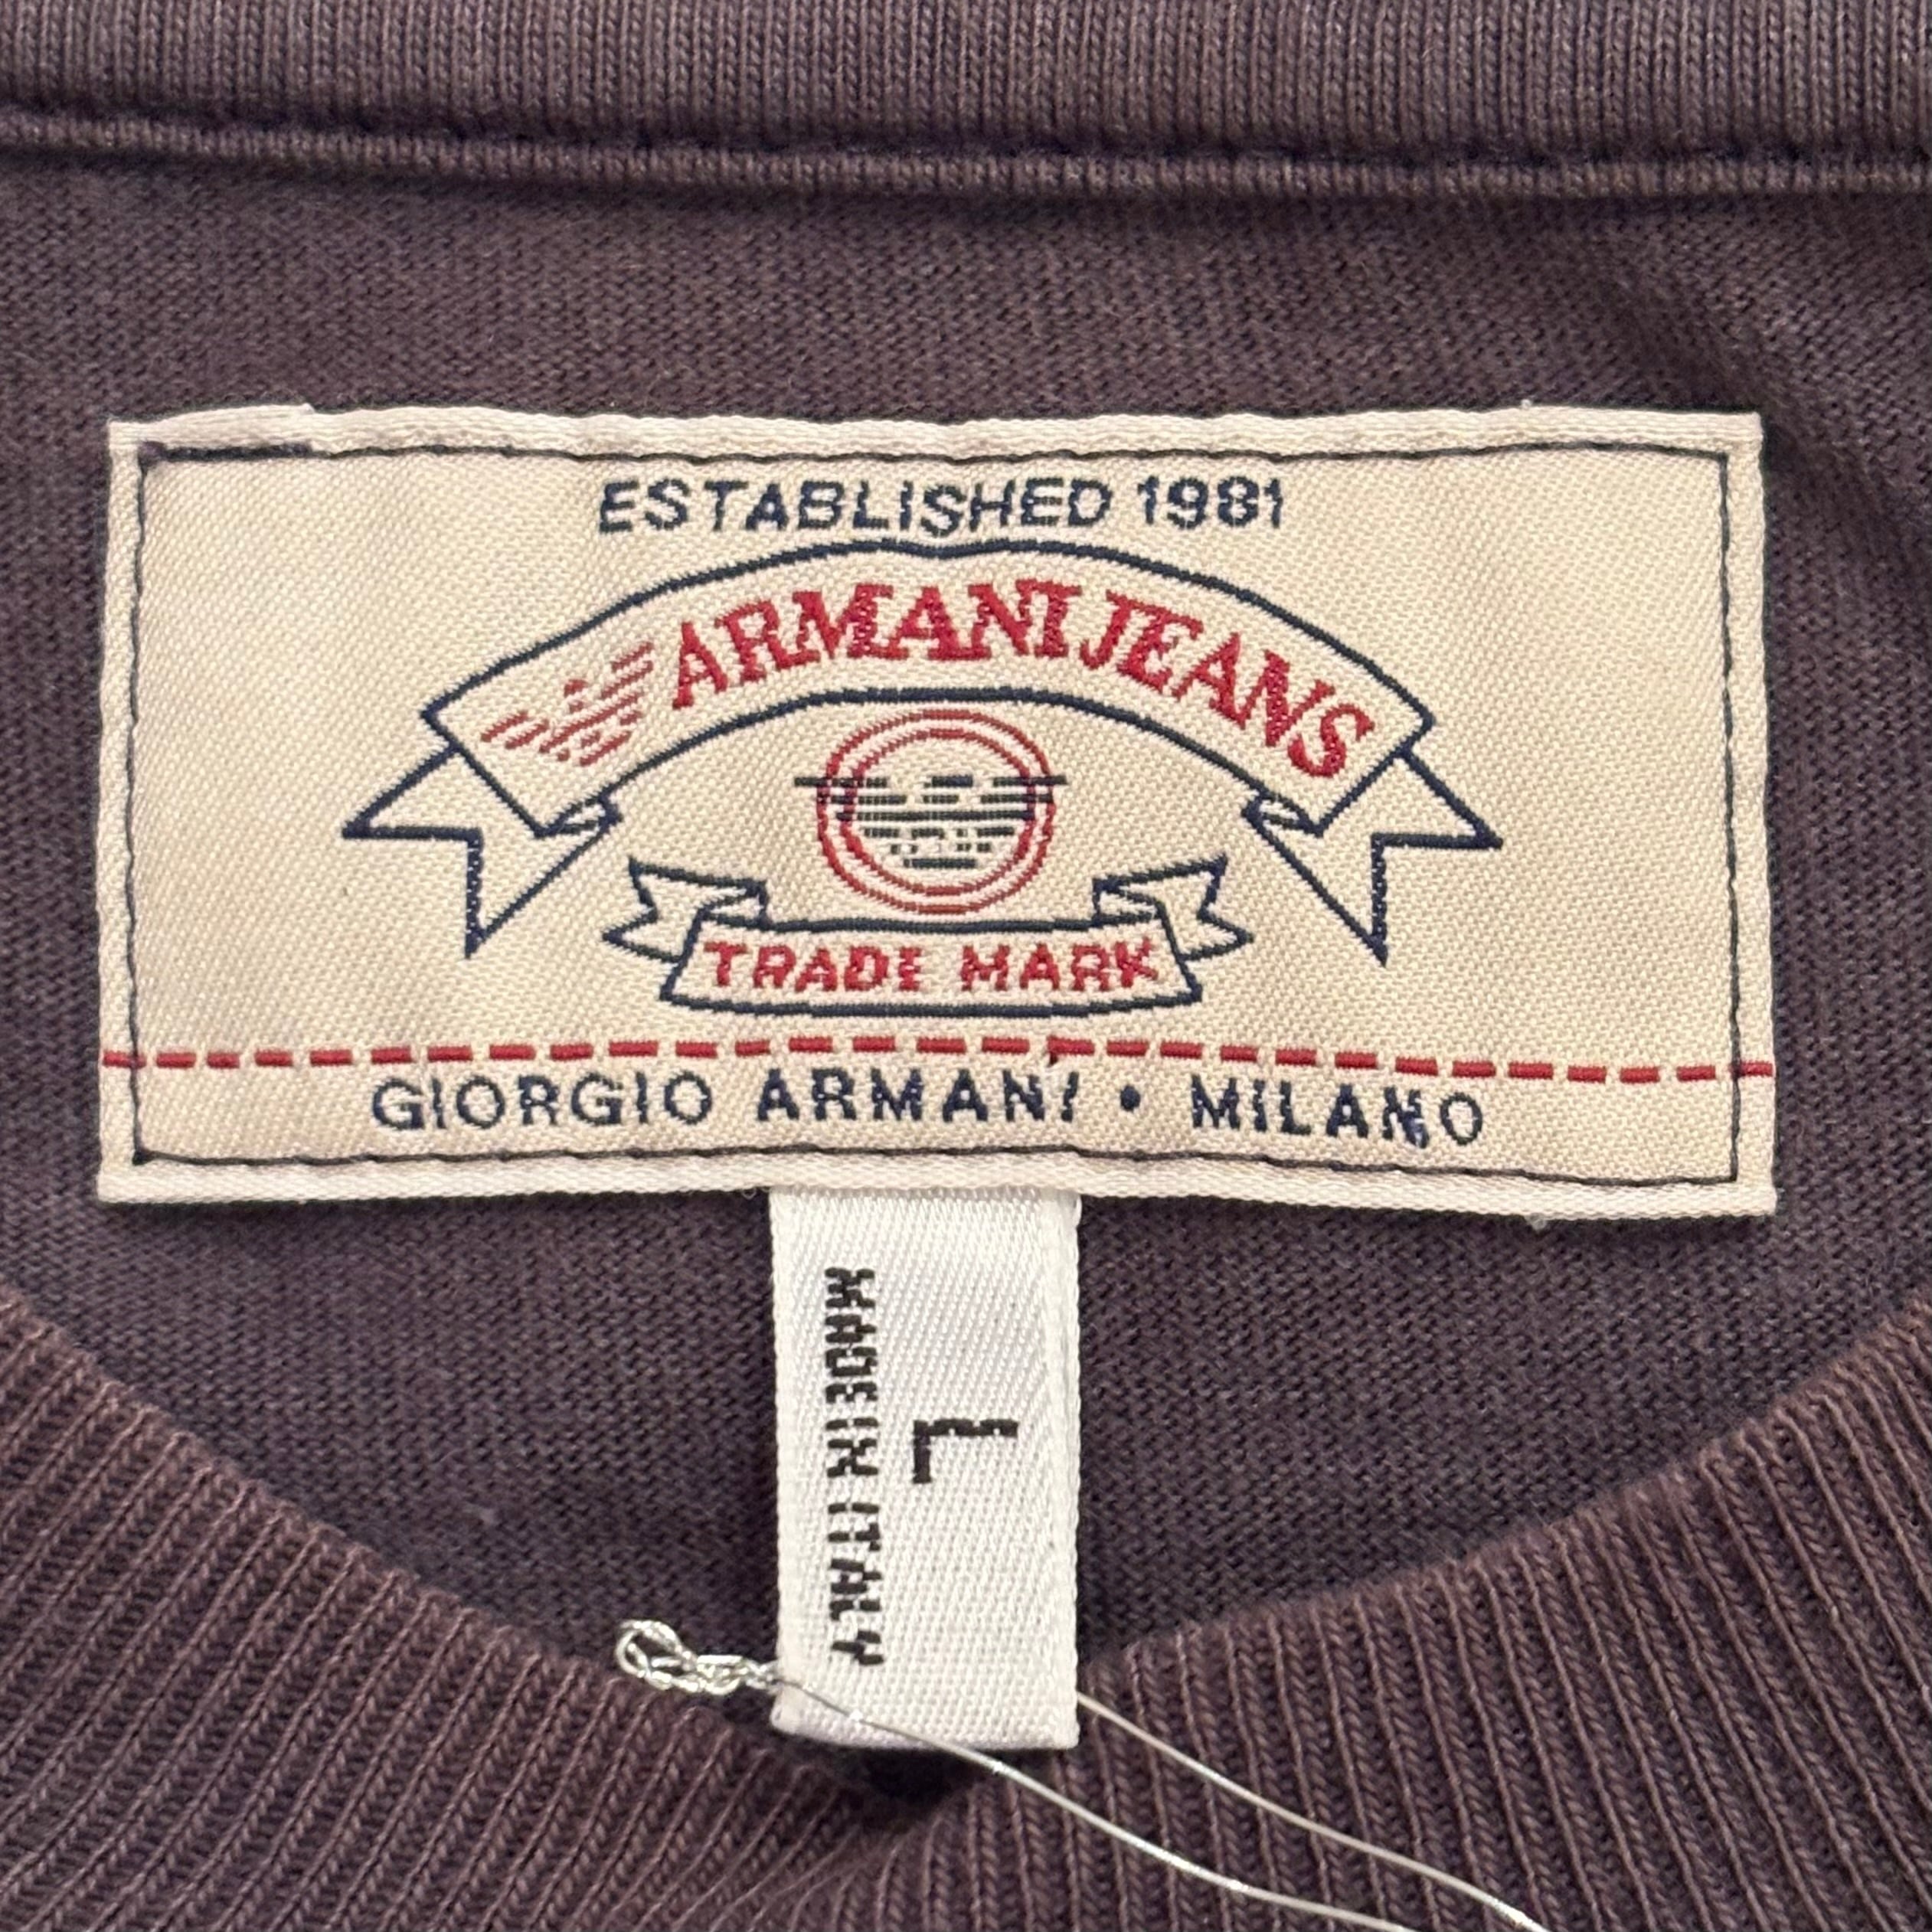 ESTABLISHED 1981
ARMANI JEANS
TRADE MARK
GIORGIO ARMANI • MILANO
L
MADE IN ITALY